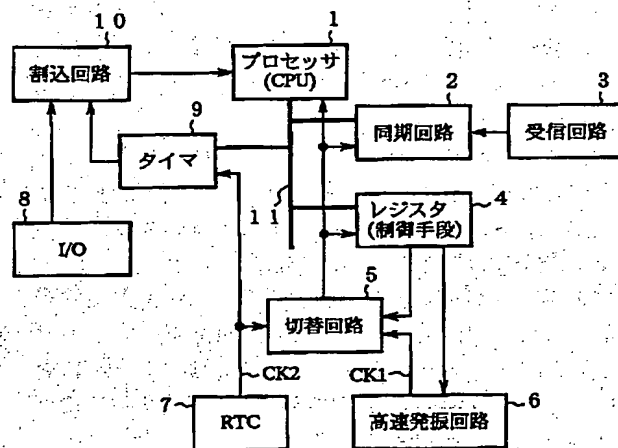 10
割込回路
1
プロセッサ
(CPU)
2
同期回路
3
受信回路
9
タイマ
8
I/O
11
レジスタ
(制御手段)
4
5
切替回路
CK2
CK1
7
RTC
高速発振回路
6